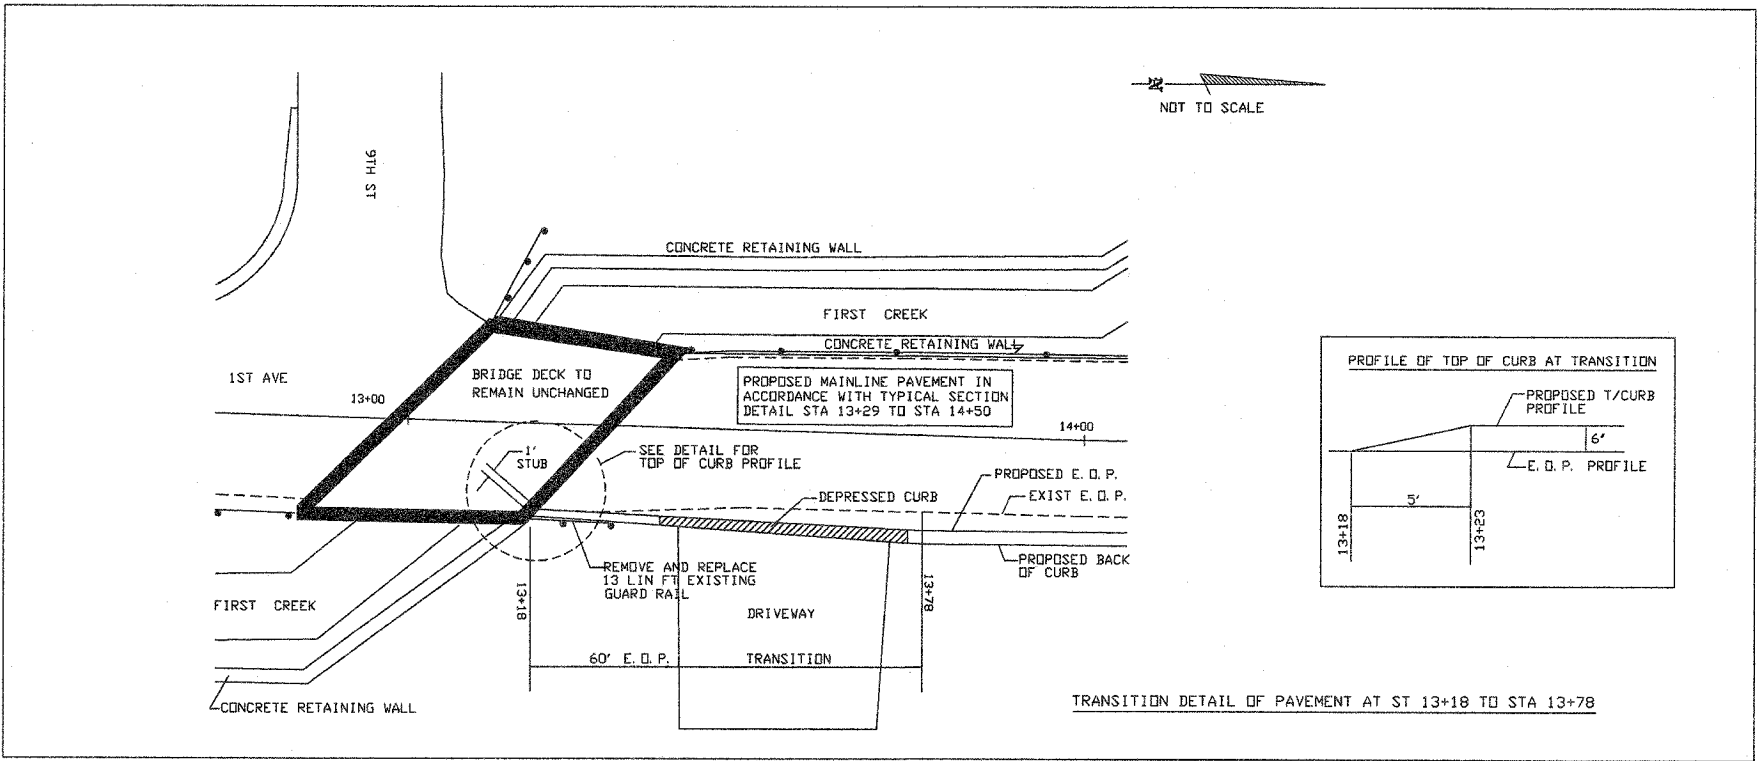 NOT TO SCALE
9TH ST
CONCRETE RETAINING WALL
FIRST CREEK
CONCRETE RETAINING WALL
1ST AVE
13+00
BRIDGE DECK TO
REMAIN UNCHANGED
PROPOSED MAINLINE PAVEMENT IN
ACCORDANCE WITH TYPICAL SECTION
DETAIL STA 13+29 TO STA 14+50
14+00
1'
STUB
SEE DETAIL FOR
TOP OF CURB PROFILE
PROPOSED E.O.P.
EXIST E.O.P.
DEPRESSED CURB
PROPOSED BACK
OF CURB
REMOVE AND REPLACE
13 LIN FT EXISTING
GUARD RAIL
13+18
13+78
FIRST CREEK
DRIVEWAY
60' E.O.P. TRANSITION
CONCRETE RETAINING WALL
PROFILE OF TOP OF CURB AT TRANSITION
PROPOSED T/CURB
PROFILE
6"
E.O.P. PROFILE
5'
13+18
13+23
TRANSITION DETAIL OF PAVEMENT AT ST 13+18 TO STA 13+78